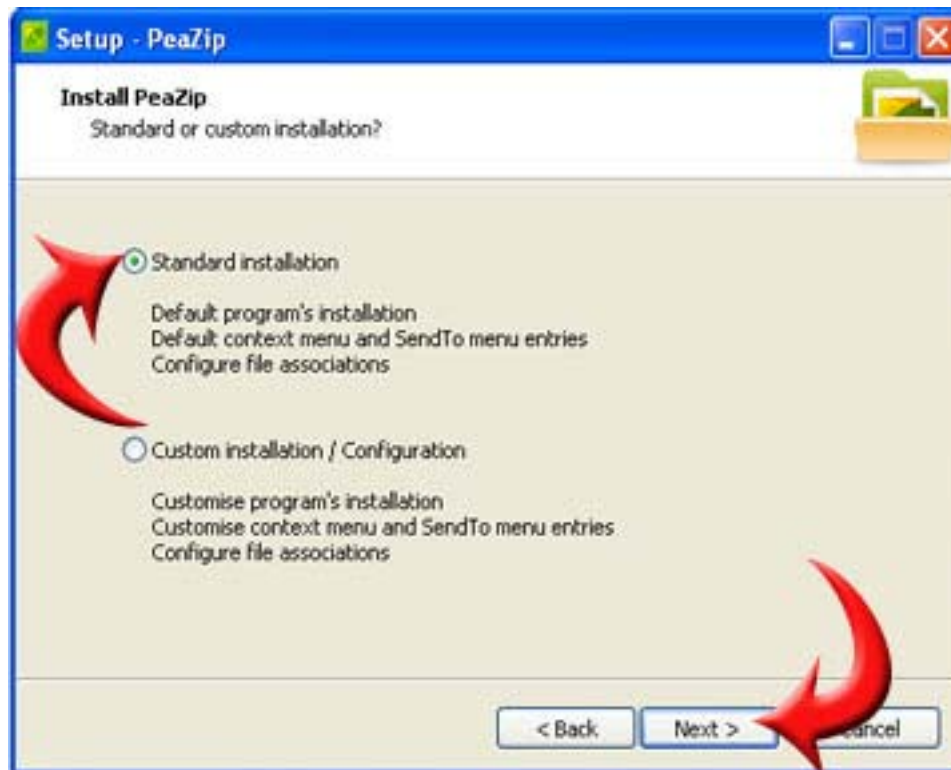 Setup - PeaZip
Install PeaZip
Standard or custom installation?
Standard installation
Default program's installation
Default context menu and SendTo menu entries
Configure file associations
Custom installation / Configuration
Customise program's installation
Customise context menu and SendTo menu entries
Configure file associations
< Back
Next >
Cancel